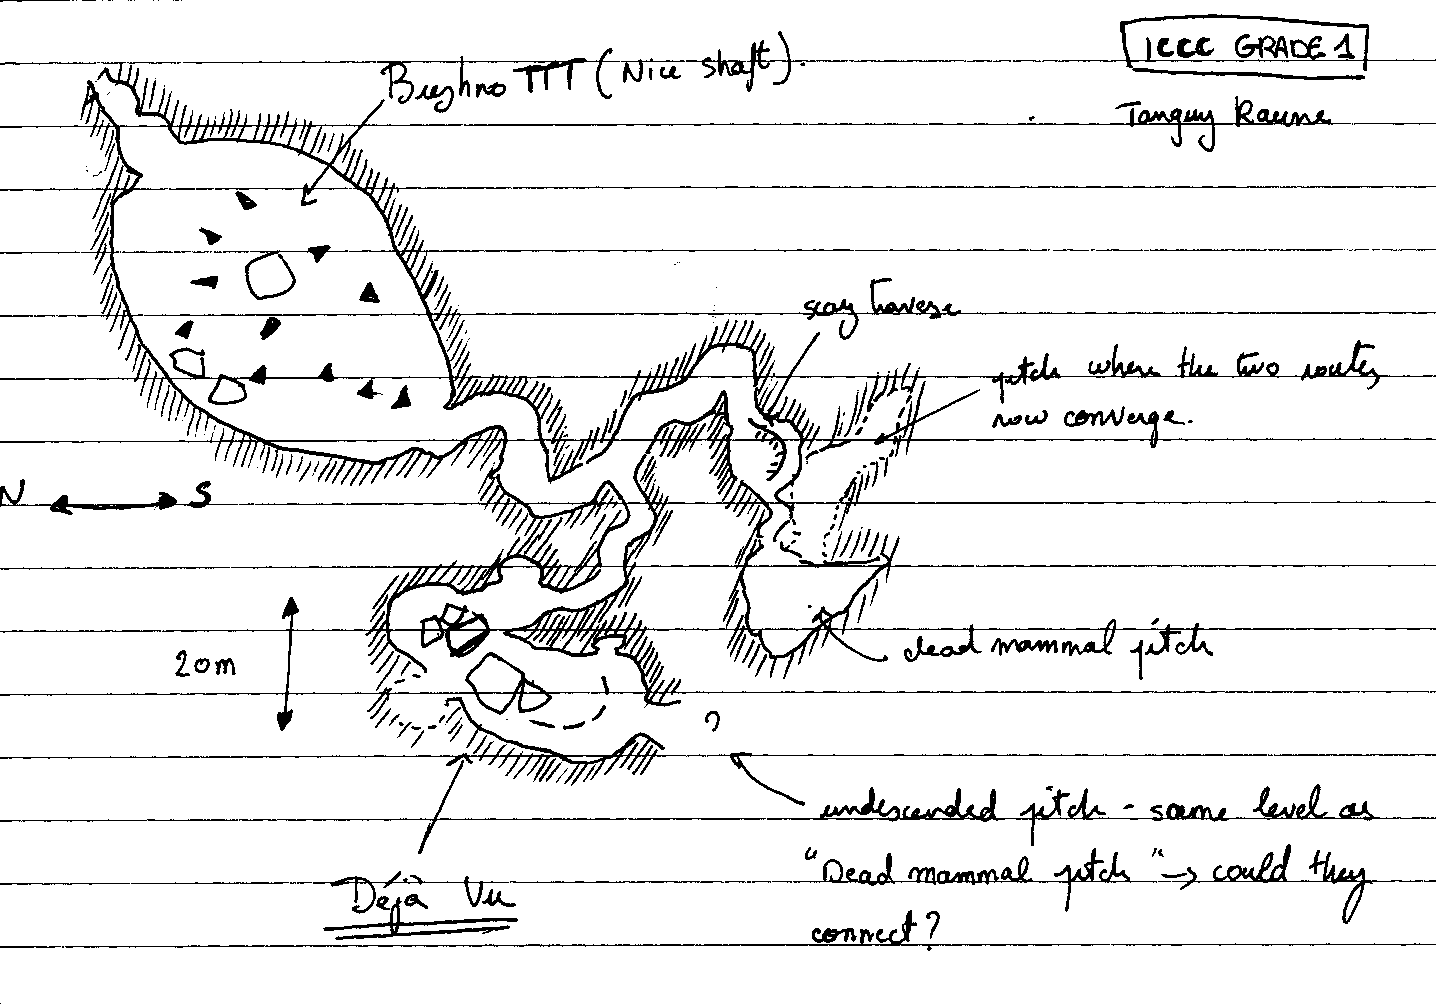 ICCC GRADE 1
Tanguy Racine
Brezno TTT (Nice shaft).
scary traverse
pitch where the two routes
now converge.
N S
20m
dead mammal pitch
?
undescended pitch - same level as
"Dead mammal pitch" → could they
connect?
Déjà Vu